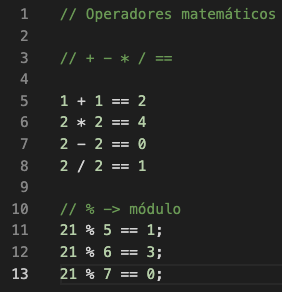 1 // Operadores matemáticos
2
3 // + - * / ==
4
5 1 + 1 == 2
6 2 * 2 == 4
7 2 - 2 == 0
8 2 / 2 == 1
9
10 // % -> módulo
11 21 % 5 == 1;
12 21 % 6 == 3;
13 21 % 7 == 0;